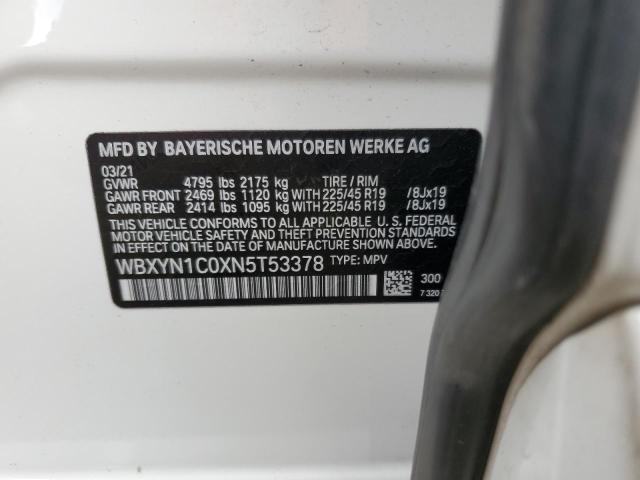 MFD BY BAYERISCHE MOTOREN WERKE AG
03/21
GVWR 4795 lbs 2175 kg TIRE / RIM
GAWR FRONT 2469 lbs 1120 kg WITH 225/45 R19 /8Jx19
GAWR REAR 2414 lbs 1095 kg WITH 225/45 R19 /8Jx19
THIS VEHICLE CONFORMS TO ALL APPLICABLE U. S. FEDERAL
MOTOR VEHICLE SAFETY AND THEFT PREVENTION STANDARDS
IN EFFECT ON THE DATE OF MANUFACTURE SHOWN ABOVE.
WBXYN1C0XN5T53378 TYPE: MPV
300
7 320